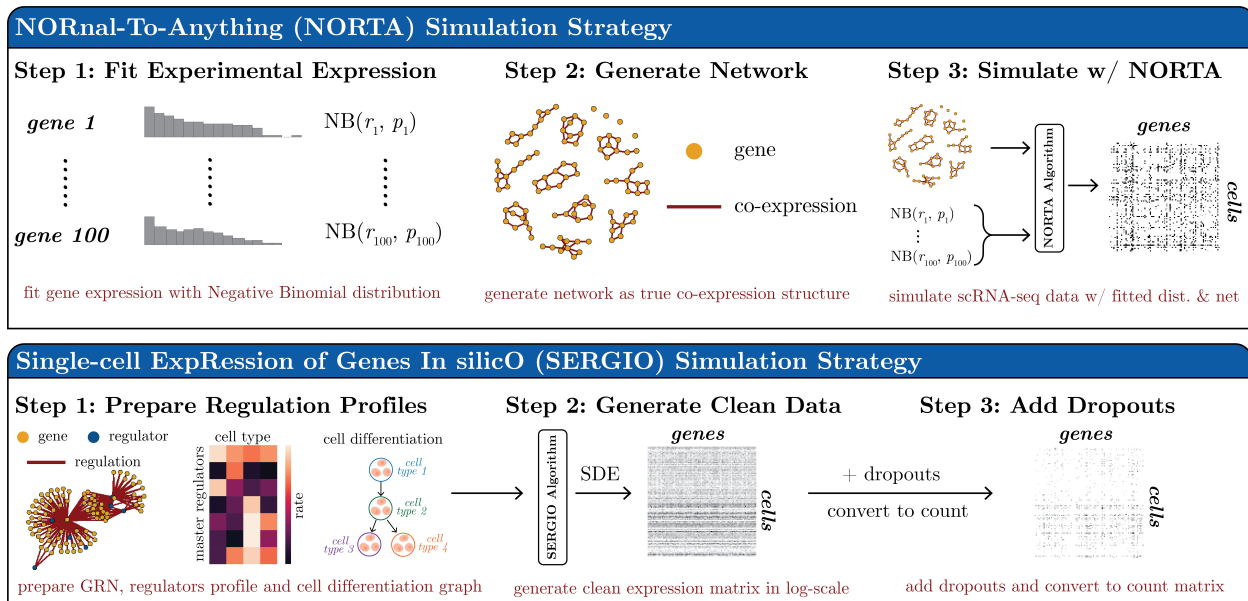 NORnal-To-Anything (NORTA) Simulation Strategy
Step 1: Fit Experimental Expression
gene 1
NB(r1, p1)
gene 100
NB(r100, p100)
fit gene expression with Negative Binomial distribution
Step 2: Generate Network
gene
co-expression
generate network as true co-expression structure
Step 3: Simulate w/ NORTA
NB(r1, p1)
NB(r100, p100)
NORTA Algorithm
genes
cells
simulate scRNA-seq data w/ fitted dist. & net
Single-cell ExpRession of Genes In silicO (SERGIO) Simulation Strategy
Step 1: Prepare Regulation Profiles
gene
regulator
regulation
cell type
master regulators
rate
cell differentiation
cell
type 1
cell
type 2
cell
type 3
cell
type 4
prepare GRN, regulators profile and cell differentiation graph
Step 2: Generate Clean Data
SERGIO Algorithm
SDE
genes
cells
generate clean expression matrix in log-scale
Step 3: Add Dropouts
+ dropouts
convert to count
genes
cells
add dropouts and convert to count matrix